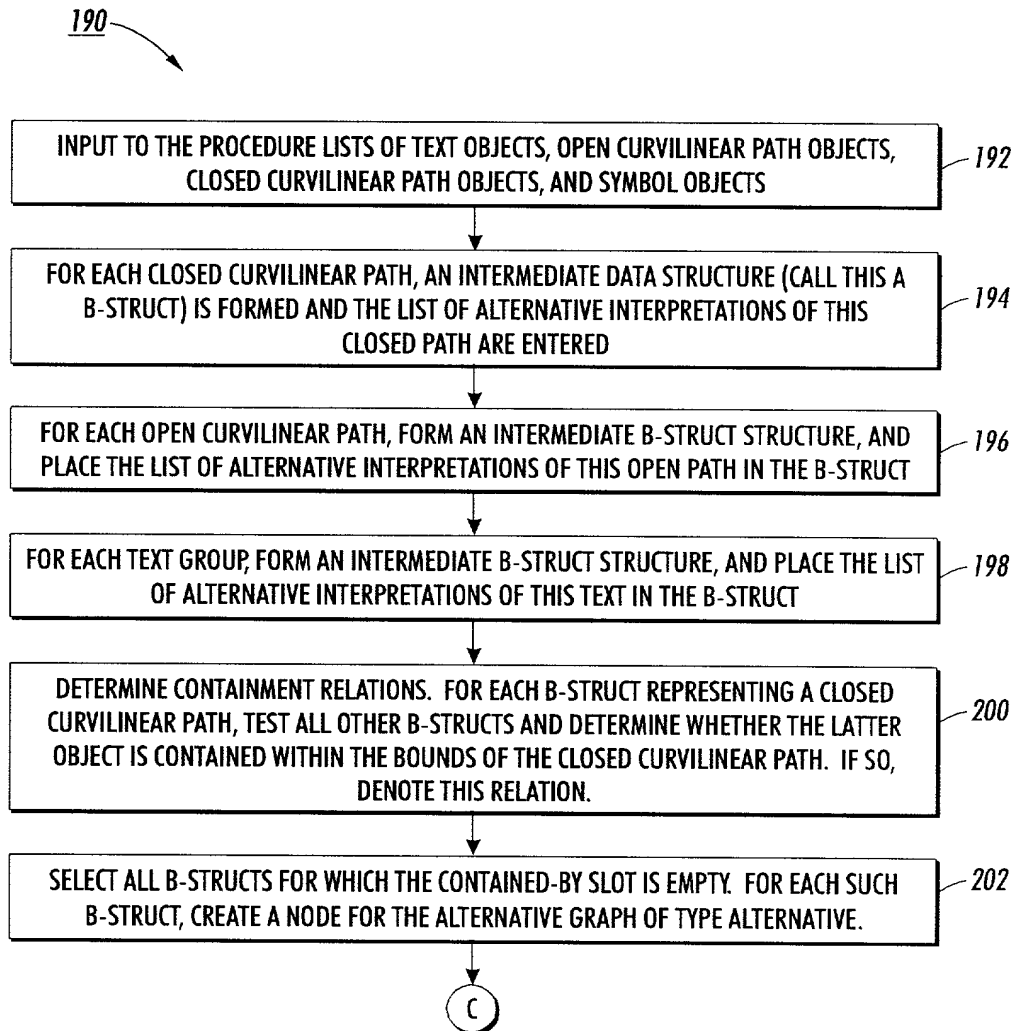 190
INPUT TO THE PROCEDURE LISTS OF TEXT OBJECTS, OPEN CURVILINEAR PATH OBJECTS,
CLOSED CURVILINEAR PATH OBJECTS, AND SYMBOL OBJECTS
192
FOR EACH CLOSED CURVILINEAR PATH, AN INTERMEDIATE DATA STRUCTURE (CALL THIS A
B-STRUCT) IS FORMED AND THE LIST OF ALTERNATIVE INTERPRETATIONS OF THIS
CLOSED PATH ARE ENTERED
194
FOR EACH OPEN CURVILINEAR PATH, FORM AN INTERMEDIATE B-STRUCT STRUCTURE, AND
PLACE THE LIST OF ALTERNATIVE INTERPRETATIONS OF THIS OPEN PATH IN THE B-STRUCT
196
FOR EACH TEXT GROUP, FORM AN INTERMEDIATE B-STRUCT STRUCTURE, AND PLACE THE LIST
OF ALTERNATIVE INTERPRETATIONS OF THIS TEXT IN THE B-STRUCT
198
DETERMINE CONTAINMENT RELATIONS. FOR EACH B-STRUCT REPRESENTING A CLOSED
CURVILINEAR PATH, TEST ALL OTHER B-STRUCTS AND DETERMINE WHETHER THE LATTER
OBJECT IS CONTAINED WITHIN THE BOUNDS OF THE CLOSED CURVILINEAR PATH. IF SO,
DENOTE THIS RELATION.
200
SELECT ALL B-STRUCTS FOR WHICH THE CONTAINED-BY SLOT IS EMPTY. FOR EACH SUCH
B-STRUCT, CREATE A NODE FOR THE ALTERNATIVE GRAPH OF TYPE ALTERNATIVE.
202
C